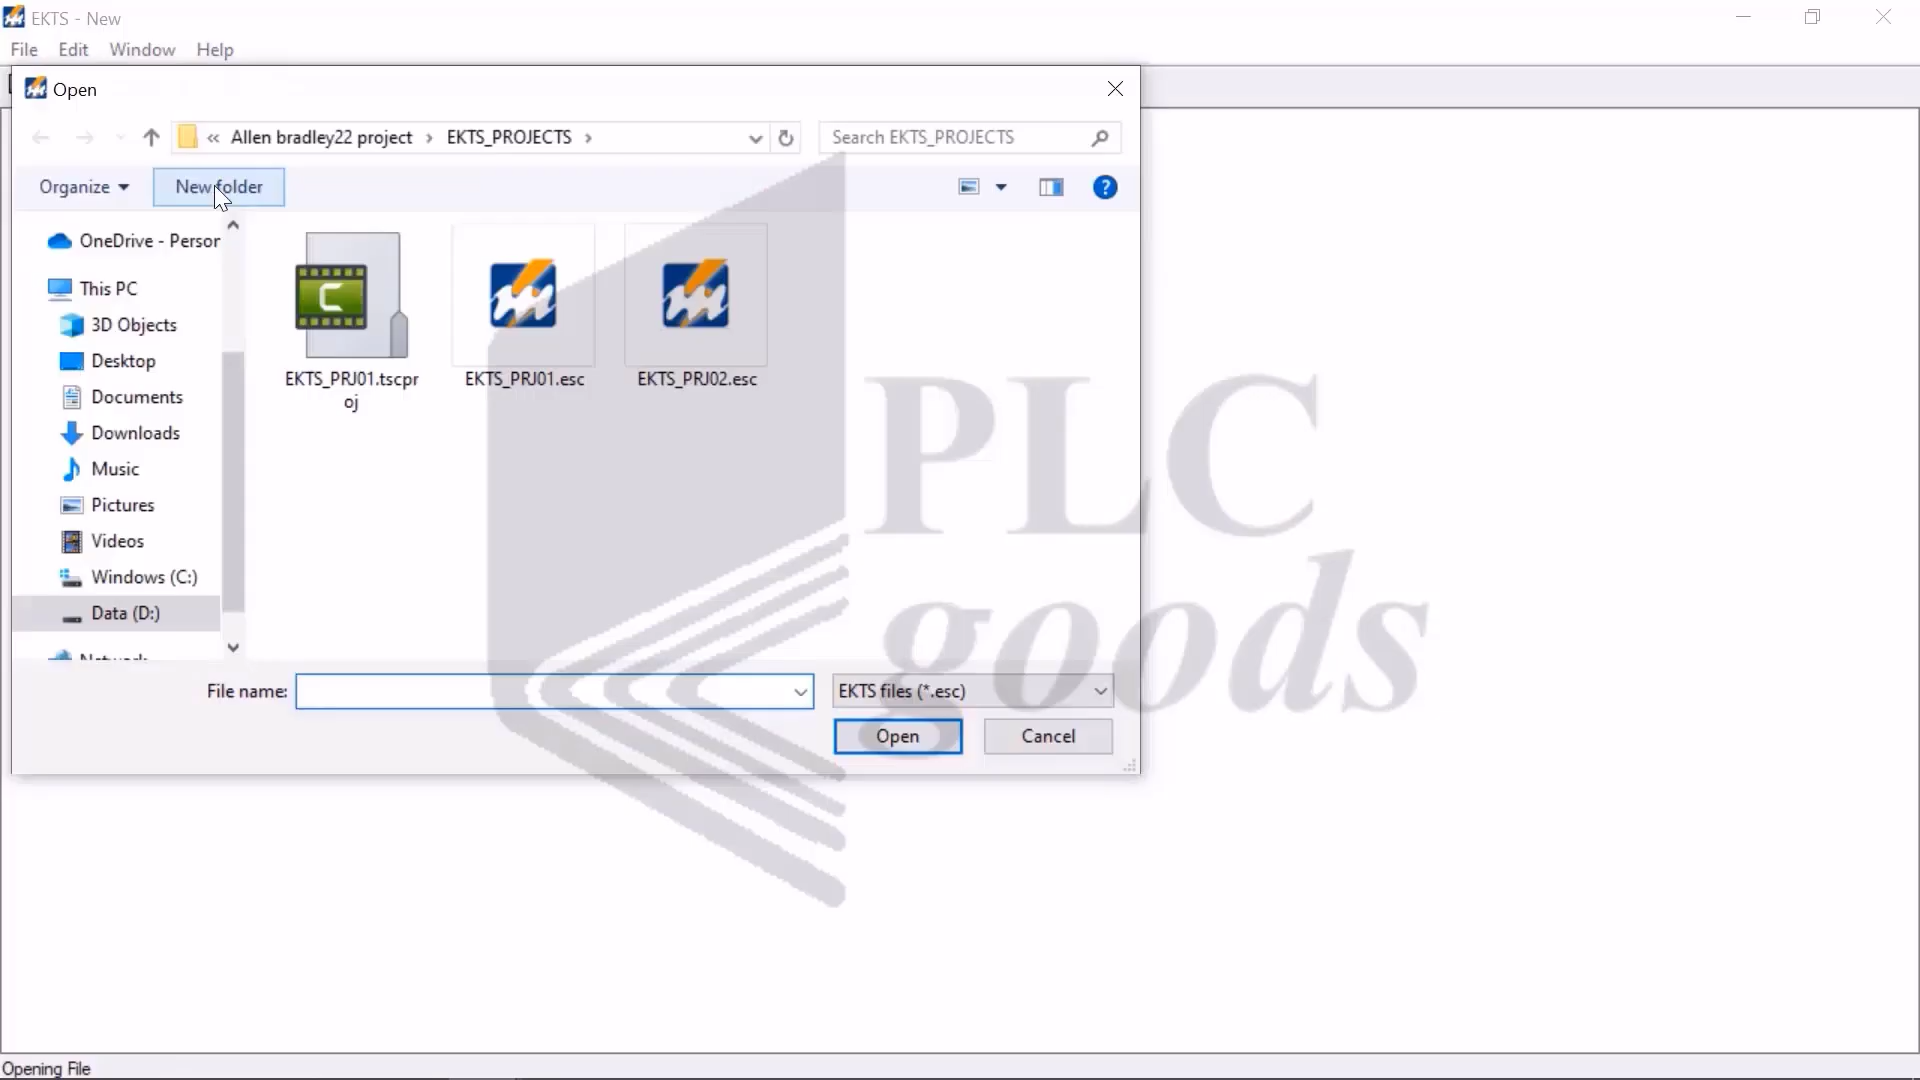 EKTS - New
File Edit Window Help
Open
« Allen bradley22 project › EKTS_PROJECTS ›
Search EKTS_PROJECTS
Organize
New folder
OneDrive - Person
This PC
3D Objects
Desktop
Documents
Downloads
Music
Pictures
Videos
Windows (C:)
Data (D:)
Network
EKTS_PRJ01.tscpr
oj
EKTS_PRJ01.esc
EKTS_PRJ02.esc
PLC
goods
File name:
EKTS files (*.esc)
Open
Cancel
Opening File